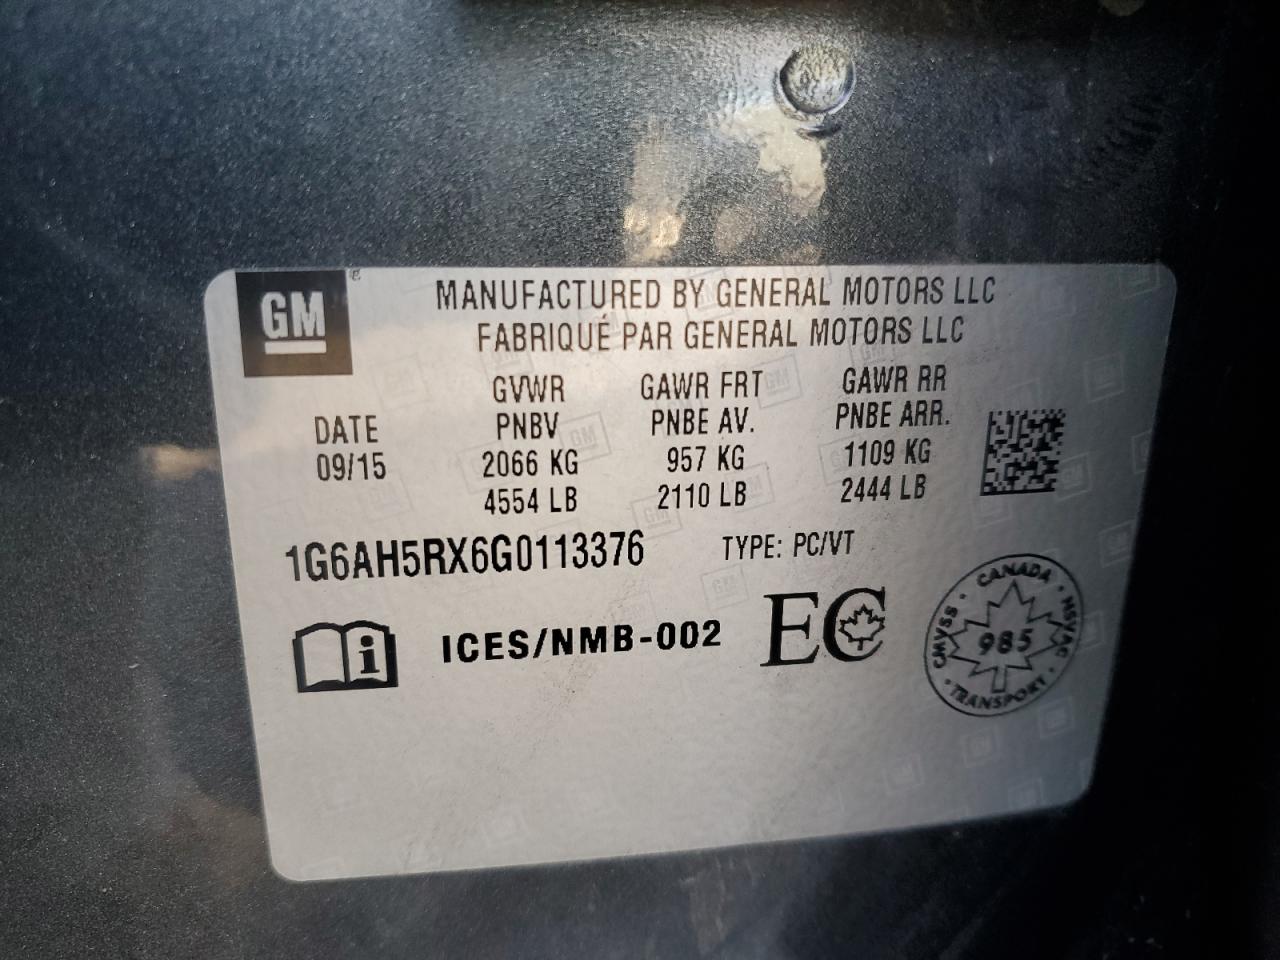 GM
MANUFACTURED BY GENERAL MOTORS LLC
FABRIQUÉ PAR GENERAL MOTORS LLC
DATE
09/15
GVWR
PNBV
2066 KG
4554 LB
GAWR FRT
PNBE AV.
957 KG
2110 LB
GAWR RR
PNBE ARR.
1109 KG
2444 LB
1G6AH5RX6G0113376
TYPE: PC/VT
i
ICES/NMB-002
EC
CANADA
CMVSS
985
NSVAC
TRANSPORT